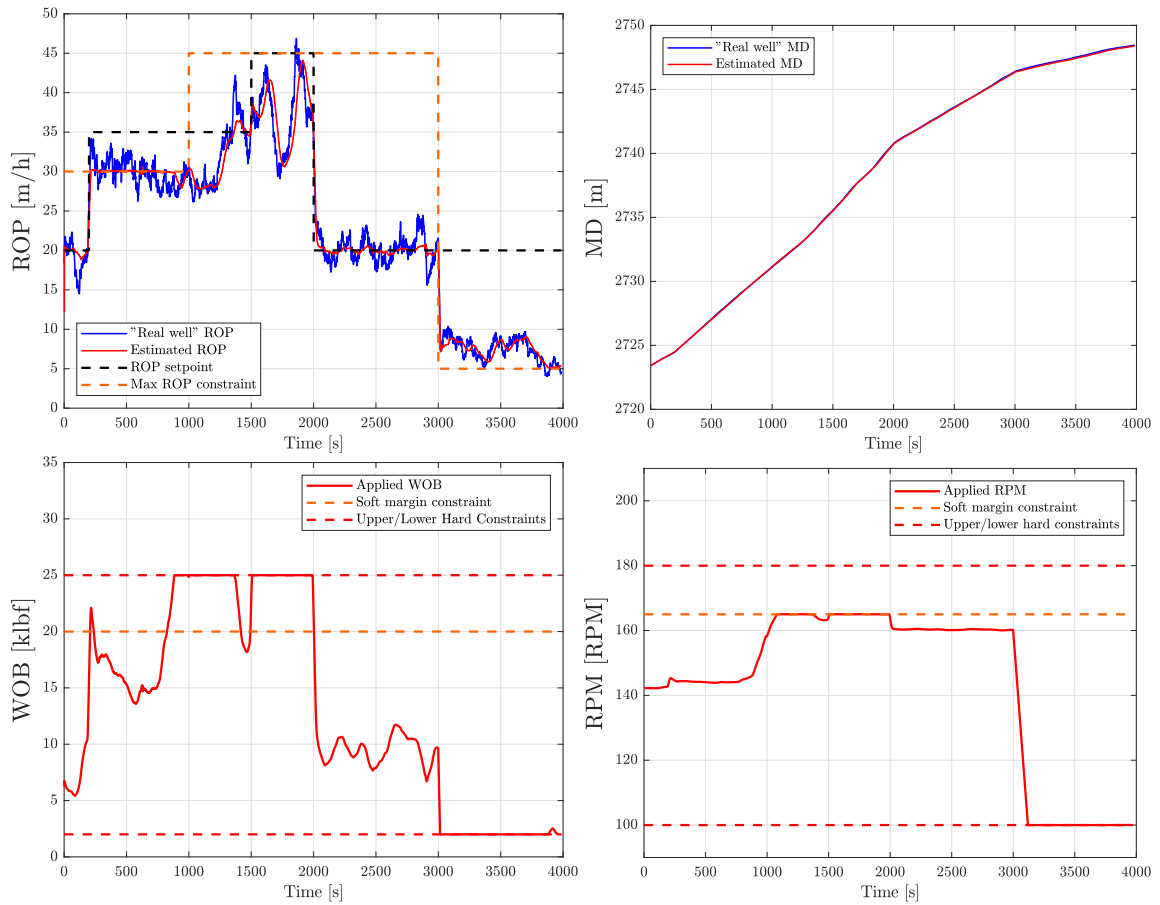 50
45
40
35
30
25
20
15
10
5
0
ROP [m/h]
"Real well" ROP
Estimated ROP
ROP setpoint
Max ROP constraint
0 500 1000 1500 2000 2500 3000 3500 4000
Time [s]
2750
2745
2740
2735
2730
2725
2720
MD [m]
"Real well" MD
Estimated MD
0 500 1000 1500 2000 2500 3000 3500 4000
Time [s]
35
30
25
20
15
10
5
0
WOB [klbf]
Applied WOB
Soft margin constraint
Upper/Lower Hard Constraints
0 500 1000 1500 2000 2500 3000 3500 4000
Time [s]
200
180
160
140
120
100
RPM [RPM]
Applied RPM
Soft margin constraint
Upper/lower hard constraints
0 500 1000 1500 2000 2500 3000 3500 4000
Time [s]